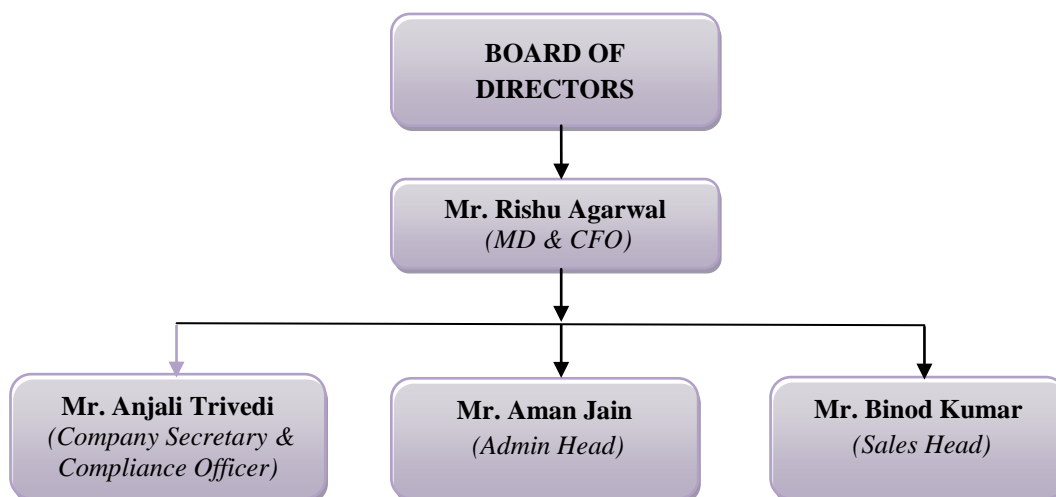 BOARD OF
DIRECTORS
Mr. Rishu Agarwal
(MD & CFO)
Mr. Anjali Trivedi
(Company Secretary &
Compliance Officer)
Mr. Aman Jain
(Admin Head)
Mr. Binod Kumar
(Sales Head)